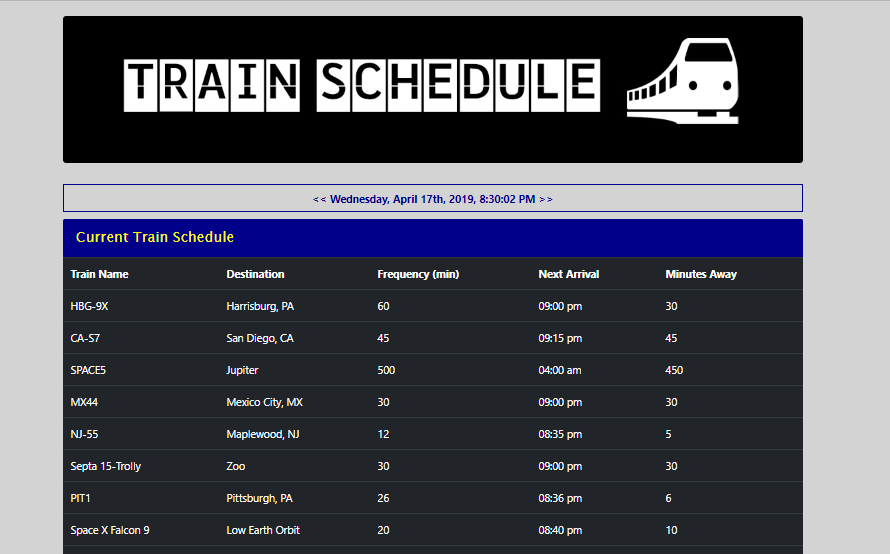 TRAIN SCHEDULE
<< Wednesday, April 17th, 2019, 8:30:02 PM >>
Current Train Schedule
Train Name Destination Frequency (min) Next Arrival Minutes Away
HBG-9X Harrisburg, PA 60 09:00 pm 30
CA-S7 San Diego, CA 45 09:15 pm 45
SPACE5 Jupiter 500 04:00 am 450
MX44 Mexico City, MX 30 09:00 pm 30
NJ-55 Maplewood, NJ 12 08:35 pm 5
Septa 15-Trolly Zoo 30 09:00 pm 30
PIT1 Pittsburgh, PA 26 08:36 pm 6
Space X Falcon 9 Low Earth Orbit 20 08:40 pm 10